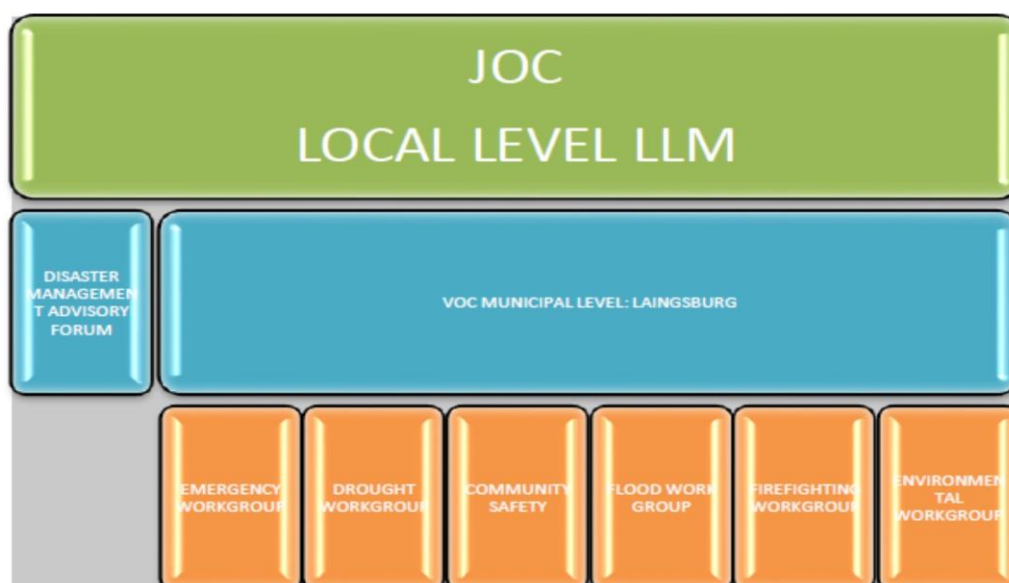 JOC
LOCAL LEVEL LLM
DISASTER
MANAGEMEN
T ADVISORY
FORUM
VOC MUNICIPAL LEVEL: LAINGSBURG
EMERGENCY
WORKGROUP
DROUGHT
WORKGROUP
COMMUNITY
SAFETY
FLOOD WORK
GROUP
FIREFIGHTING
WORKGROUP
ENVIRONMEN
TAL
WORKGROUP